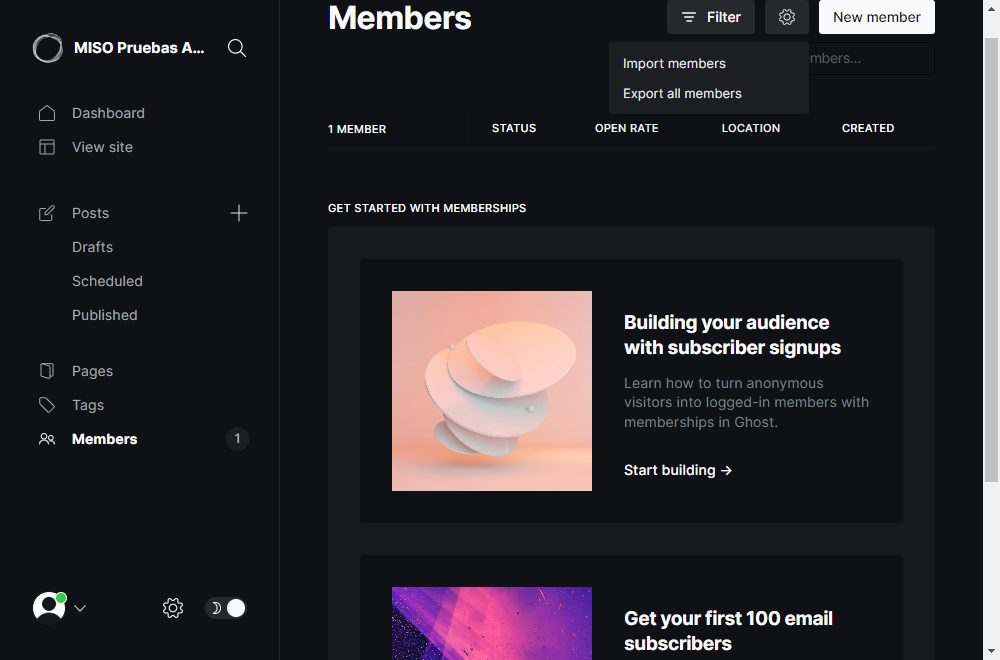 MISO Pruebas A...
Dashboard
View site
Posts
Drafts
Scheduled
Published
Pages
Tags
Members
1
Members
Filter
New member
Import members
Export all members
mbers...
1 MEMBER
STATUS
OPEN RATE
LOCATION
CREATED
GET STARTED WITH MEMBERSHIPS
Building your audience
with subscriber signups
Learn how to turn anonymous
visitors into logged-in members with
memberships in Ghost.
Start building →
Get your first 100 email
subscribers